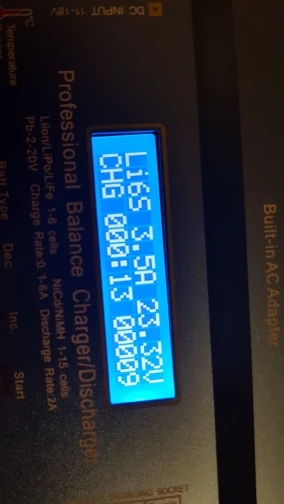 DC INPUT 11-18V
°C
Temperature
Built-in AC Adapter
Li6S 3.5A 23.32V
CHG 000:13 00009
Professional Balance Charger/Discharger
LiIon/LiPo/LiFe 1-6 cells NiCd/NiMH 1-15 cells
Pb-2-20V Charge Rate:0.1-6A Discharge Rate:2A
Batt Type Dec. Inc. Start
CHARGING SOCKET